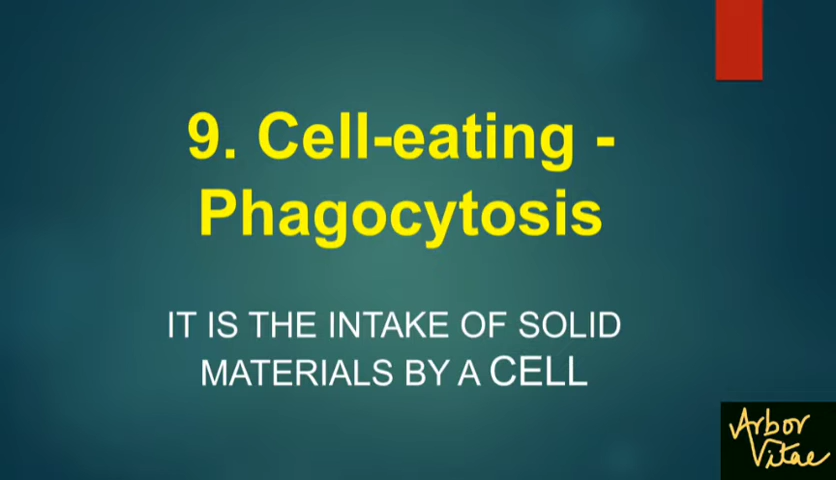 9. Cell-eating -
Phagocytosis
IT IS THE INTAKE OF SOLID
MATERIALS BY A CELL
Arbor
Vitae